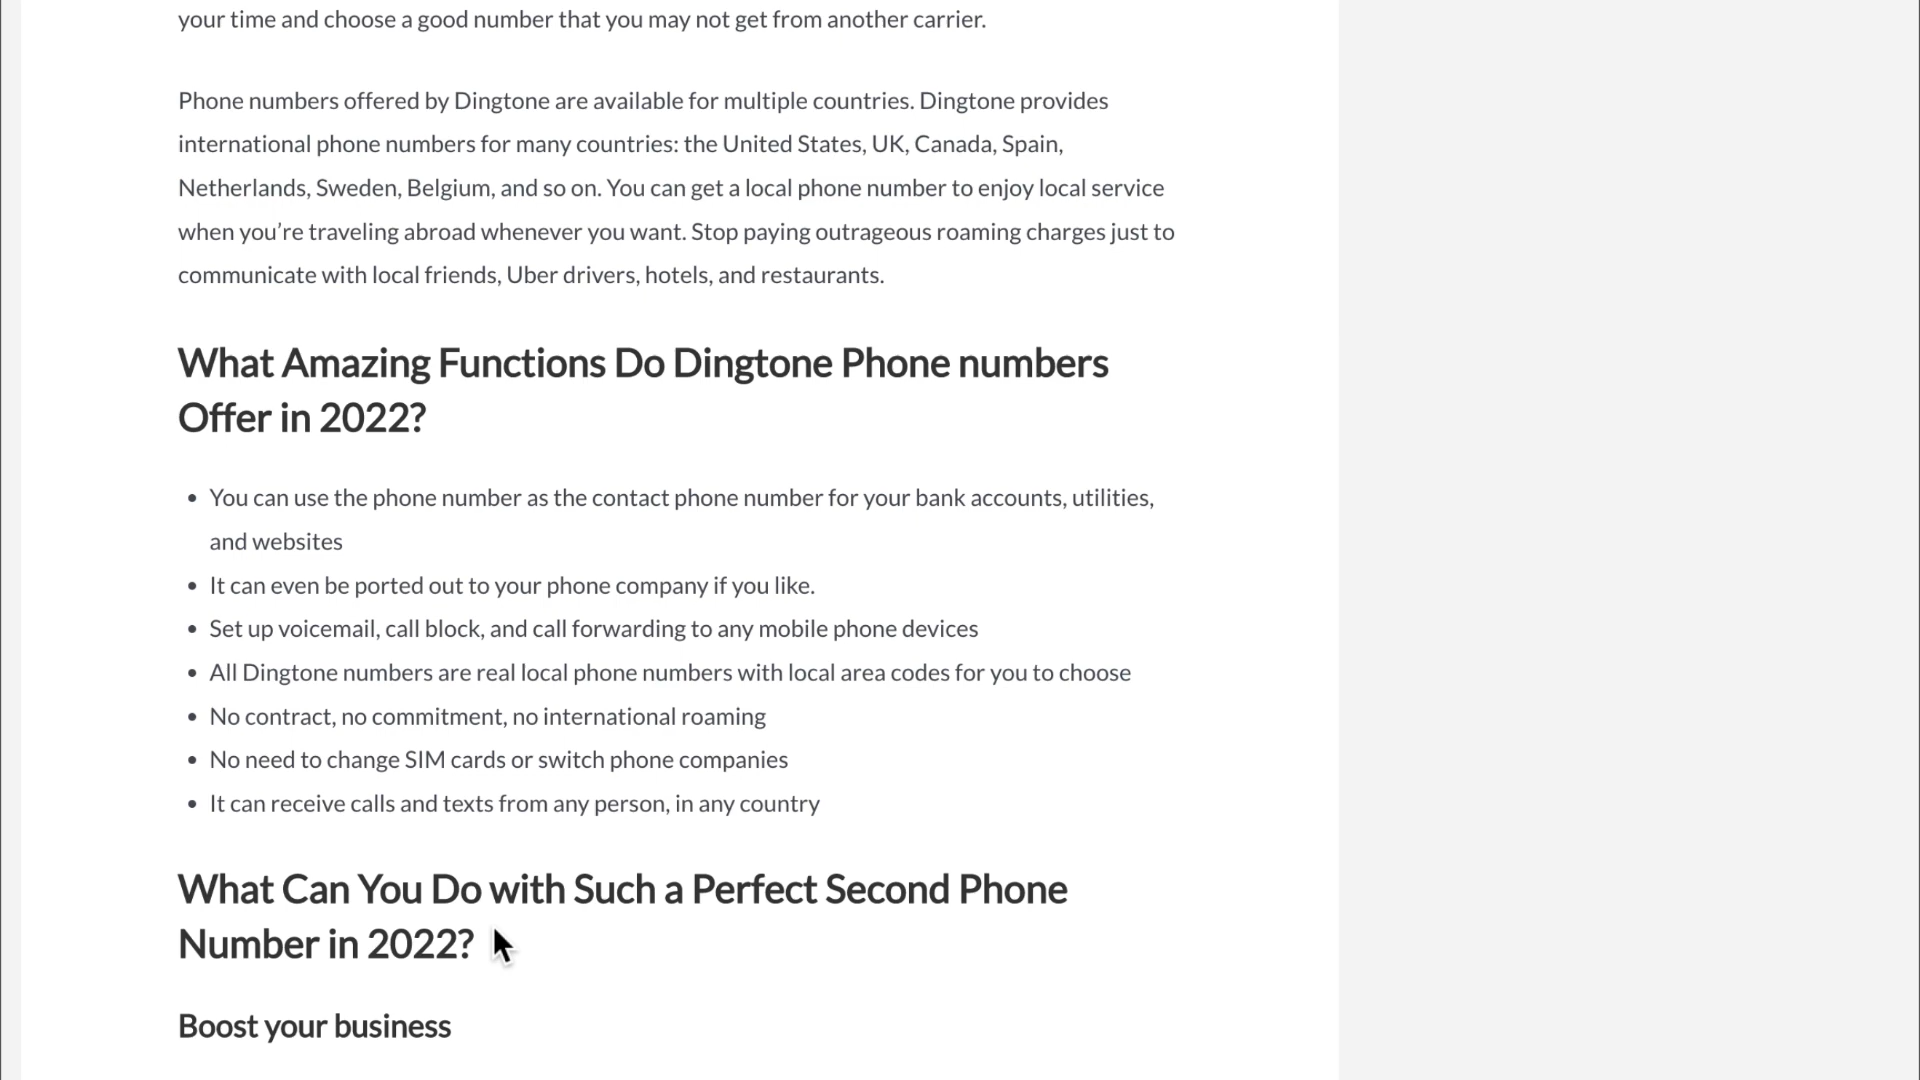 your time and choose a good number that you may not get from another carrier.
Phone numbers offered by Dingtone are available for multiple countries. Dingtone provides
international phone numbers for many countries: the United States, UK, Canada, Spain,
Netherlands, Sweden, Belgium, and so on. You can get a local phone number to enjoy local service
when you’re traveling abroad whenever you want. Stop paying outrageous roaming charges just to
communicate with local friends, Uber drivers, hotels, and restaurants.
What Amazing Functions Do Dingtone Phone numbers
Offer in 2022?
• You can use the phone number as the contact phone number for your bank accounts, utilities,
and websites
• It can even be ported out to your phone company if you like.
• Set up voicemail, call block, and call forwarding to any mobile phone devices
• All Dingtone numbers are real local phone numbers with local area codes for you to choose
• No contract, no commitment, no international roaming
• No need to change SIM cards or switch phone companies
• It can receive calls and texts from any person, in any country
What Can You Do with Such a Perfect Second Phone
Number in 2022?
Boost your business